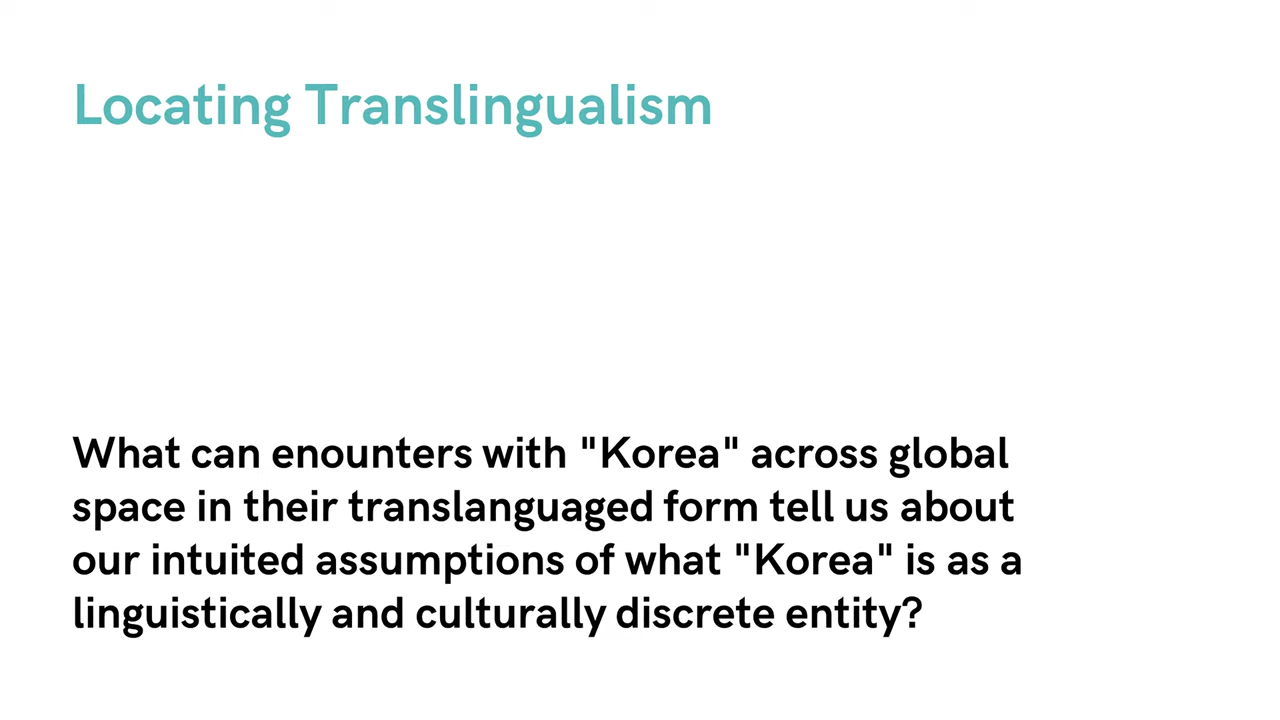 Locating Translingualism
What can enounters with "Korea" across global
space in their translanguaged form tell us about
our intuited assumptions of what "Korea" is as a
linguistically and culturally discrete entity?